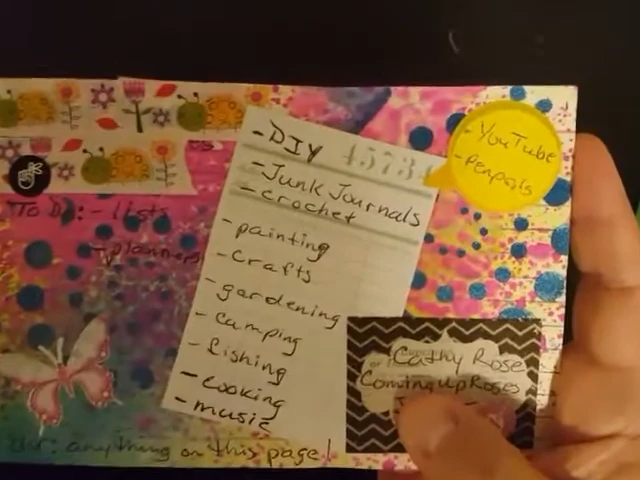 - DIY 45734
- Junk Journals
- crochet
- painting
- crafts
- gardening
- camping
- fishing
- cooking
- music
- YouTube
- penpals
To Do: - lists
- planners
Cathy Rose
Coming Up Roses
anything on this page!